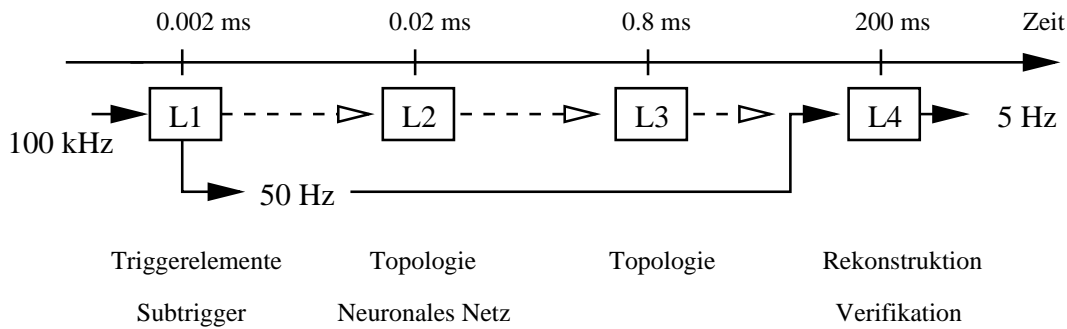 0.002 ms 0.02 ms 0.8 ms 200 ms Zeit
L1 L2 L3 L4 5 Hz
100 kHz
50 Hz
Triggerelemente Topologie Topologie Rekonstruktion
Subtrigger Neuronales Netz Verifikation